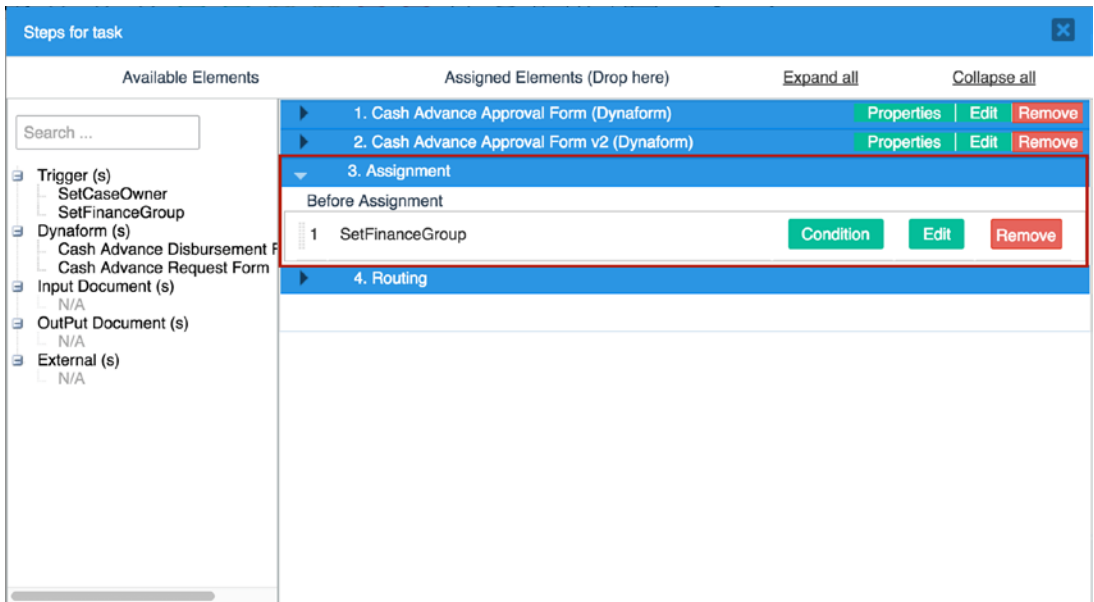 Steps for task
Available Elements
Assigned Elements (Drop here)
Expand all
Collapse all
Search ...
Trigger (s)
SetCaseOwner
SetFinanceGroup
Dynaform (s)
Cash Advance Disbursement F
Cash Advance Request Form
Input Document (s)
N/A
OutPut Document (s)
N/A
External (s)
N/A
1. Cash Advance Approval Form (Dynaform) Properties Edit Remove
2. Cash Advance Approval Form v2 (Dynaform) Properties Edit Remove
3. Assignment
Before Assignment
1 SetFinanceGroup Condition Edit Remove
4. Routing